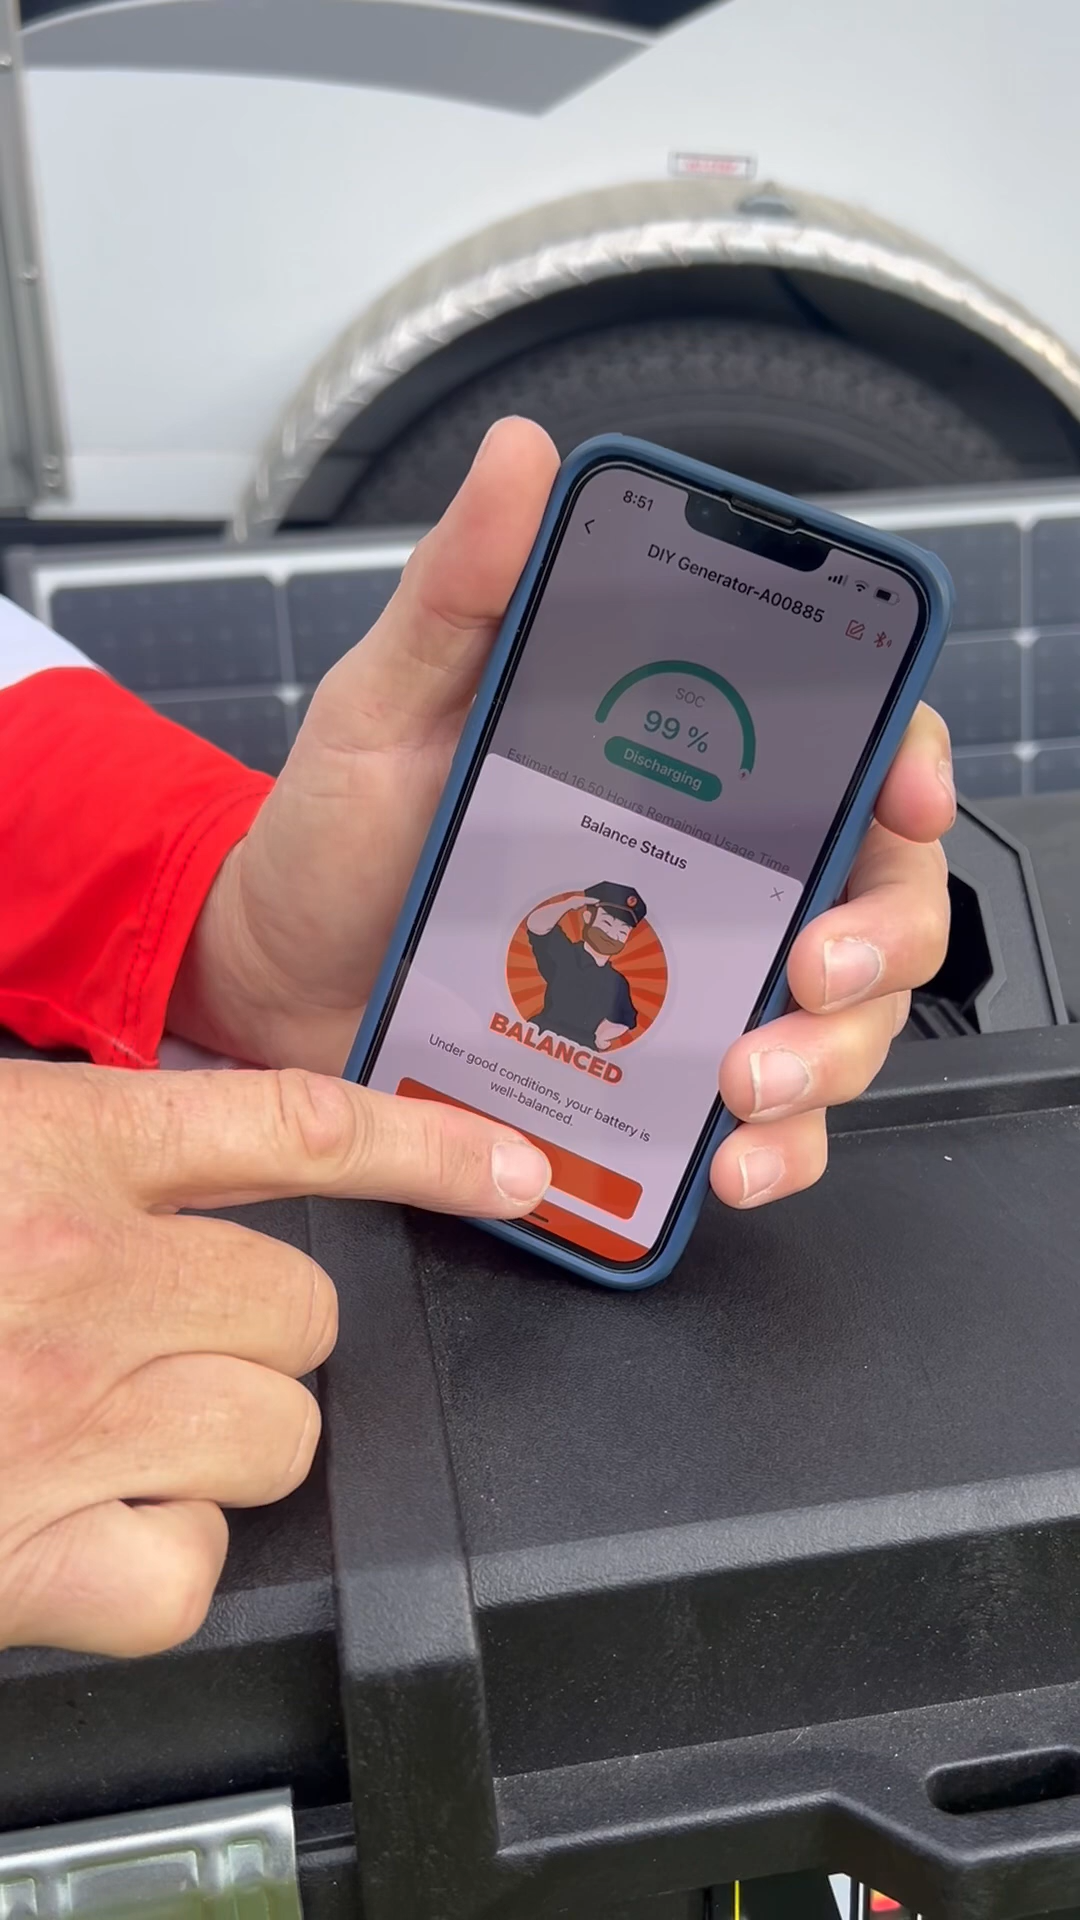 8:51
DIY Generator-A00885
SOC
99 %
Discharging
Estimated 16.50 Hours Remaining Usage Time
Balance Status
BALANCED
Under good conditions, your battery is
well-balanced.